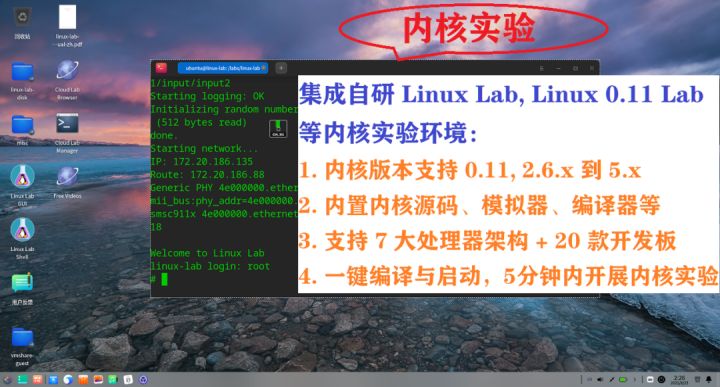 内核实验
回收站
linux-lab-
---ual-zh.pdf
linux-lab-
disk
Cloud Lab
Browser
misc
Cloud Lab
Manager
Linux Lab
GUI
Free Videos
Linux Lab
Shell
用户反馈
vmshare-
guest
ubuntu@linux-lab: /labs/linux-lab
1/input/input2
Starting logging: OK
Initializing random number
(512 bytes read)
done.
Starting network...
IP: 172.20.186.135
Route: 172.20.186.88
Generic PHY 4e000000.ether
mii_bus:phy_addr=4e000000.
smsc911x 4e000000.ethernet
18
Welcome to Linux Lab
linux-lab login: root
#
集成自研 Linux Lab, Linux 0.11 Lab
等内核实验环境：
1. 内核版本支持 0.11, 2.6.x 到 5.x
2. 内置内核源码、模拟器、编译器等
3. 支持 7 大处理器架构 + 20 款开发板
4. 一键编译与启动，5分钟内开展内核实验